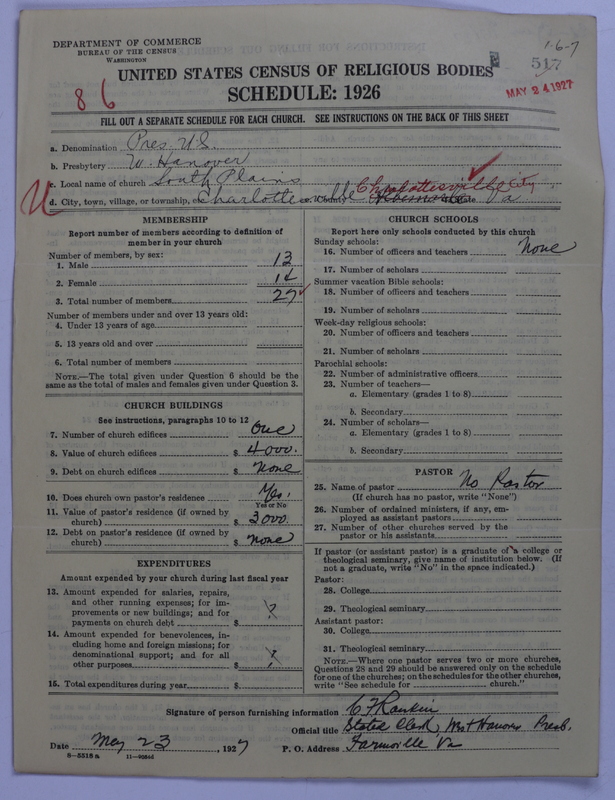 DEPARTMENT OF COMMERCE
BUREAU OF THE CENSUS
WASHINGTON
1-6-7
517
MAY 24 1927
86
UNITED STATES CENSUS OF RELIGIOUS BODIES
SCHEDULE: 1926
FILL OUT A SEPARATE SCHEDULE FOR EACH CHURCH. SEE INSTRUCTIONS ON THE BACK OF THIS SHEET
a. Denomination Pres. U.S.
b. Presbytery W. Hanover
c. Local name of church South Plains
d. City, town, village, or township, Charlottesville or County Charlottesville City State Va
MEMBERSHIP
Report number of members according to definition of
member in your church
Number of members, by sex:
1. Male 13
2. Female 14
3. Total number of members 27
Number of members under and over 13 years old:
4. Under 13 years of age
5. 13 years old and over
6. Total number of members
NOTE.—The total given under Question 6 should be
same as the total of males and females given under Question 3.
CHURCH BUILDINGS
See instructions, paragraphs 10 to 12
7. Number of church edifices One
8. Value of church edifices $ 4000.
9. Debt on church edifices $ None
10. Does church own pastor's residence Yes.
Yes or No
11. Value of pastor's residence (if owned by
church) $ 3000.
12. Debt on pastor's residence (if owned by
church) $ None
EXPENDITURES
Amount expended by your church during last fiscal year
13. Amount expended for salaries, repairs,
and other running expenses; for im-
provements or new buildings; and for
payments on church debt $ ?
14. Amount expended for benevolences, in-
cluding home and foreign missions; for
denominational support; and for all
other purposes $ ?
15. Total expenditures during year $
CHURCH SCHOOLS
Report here only schools conducted by this church
Sunday schools:
16. Number of officers and teachers None
17. Number of scholars
Summer vacation Bible schools:
18. Number of officers and teachers
19. Number of scholars
Week-day religious schools:
20. Number of officers and teachers
21. Number of scholars
Parochial schools:
22. Number of administrative officers
23. Number of teachers—
a. Elementary (grades 1 to 8)
b. Secondary
24. Number of scholars—
a. Elementary (grades 1 to 8)
b. Secondary
PASTOR
25. Name of pastor No Pastor
(If church has no pastor, write "None")
26. Number of ordained ministers, if any, em-
ployed as assistant pastors
27. Number of other churches served by the
pastor or his assistants
If pastor (or assistant pastor) is a graduate of a college or
theological seminary, give name of institution below. (If
not a graduate, write "No" in the space indicated.)
Pastor:
28. College
29. Theological seminary
Assistant pastor:
30. College
31. Theological seminary
NOTE.—Where one pastor serves two or more churches,
Questions 28 and 29 should be answered only on the schedule
for one of the churches; on the schedules for the other churches,
write "See schedule for church."
Signature of person furnishing information C F Rankin
Official title Stated Clerk, West Hanover Presb.
Date May 23, 1927 P. O. Address Farmville Va
8-5518a 11-9064